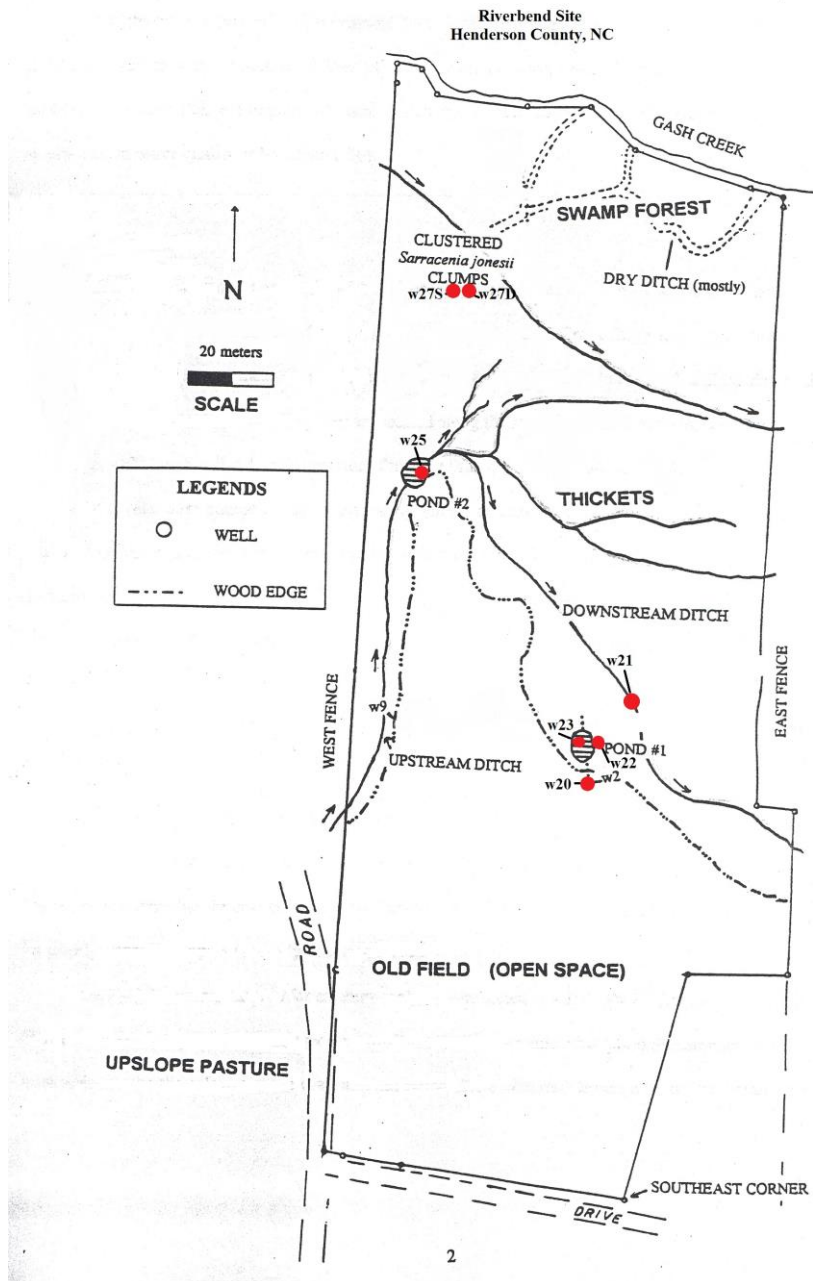 Riverbend Site
Henderson County, NC
GASH CREEK
SWAMP FOREST
CLUSTERED
Sarracenia jonesii
CLUMPS
w27S
w27D
DRY DITCH (mostly)
N
20 meters
SCALE
w25
LEGENDS
WELL
WOOD EDGE
POND #2
THICKETS
DOWNSTREAM DITCH
w21
WEST FENCE
EAST FENCE
w9
w23
POND #1
w22
UPSTREAM DITCH
w20
w2
ROAD
OLD FIELD (OPEN SPACE)
UPSLOPE PASTURE
SOUTHEAST CORNER
DRIVE
2